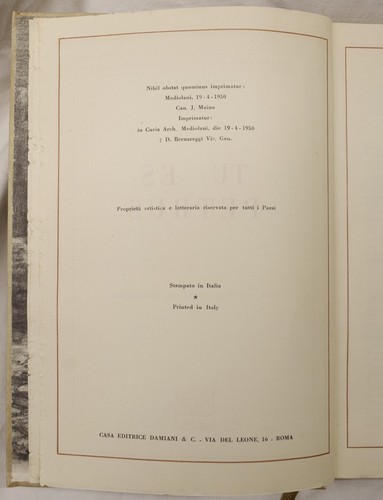 Nihil obstat quominus imprimatur:
Mediolani, 19-4-1950
Can. J. Maino
Imprimatur:
in Curia Arch. Mediolani, die 19-4-1950
† D. Bernareggi Vic. Gen.
Proprietà artistica e letteraria riservata per tutti i Paesi
Stampato in Italia
★
Printed in Italy
CASA EDITRICE DAMIANI & C. - VIA DEL LEONE, 16 - ROMA